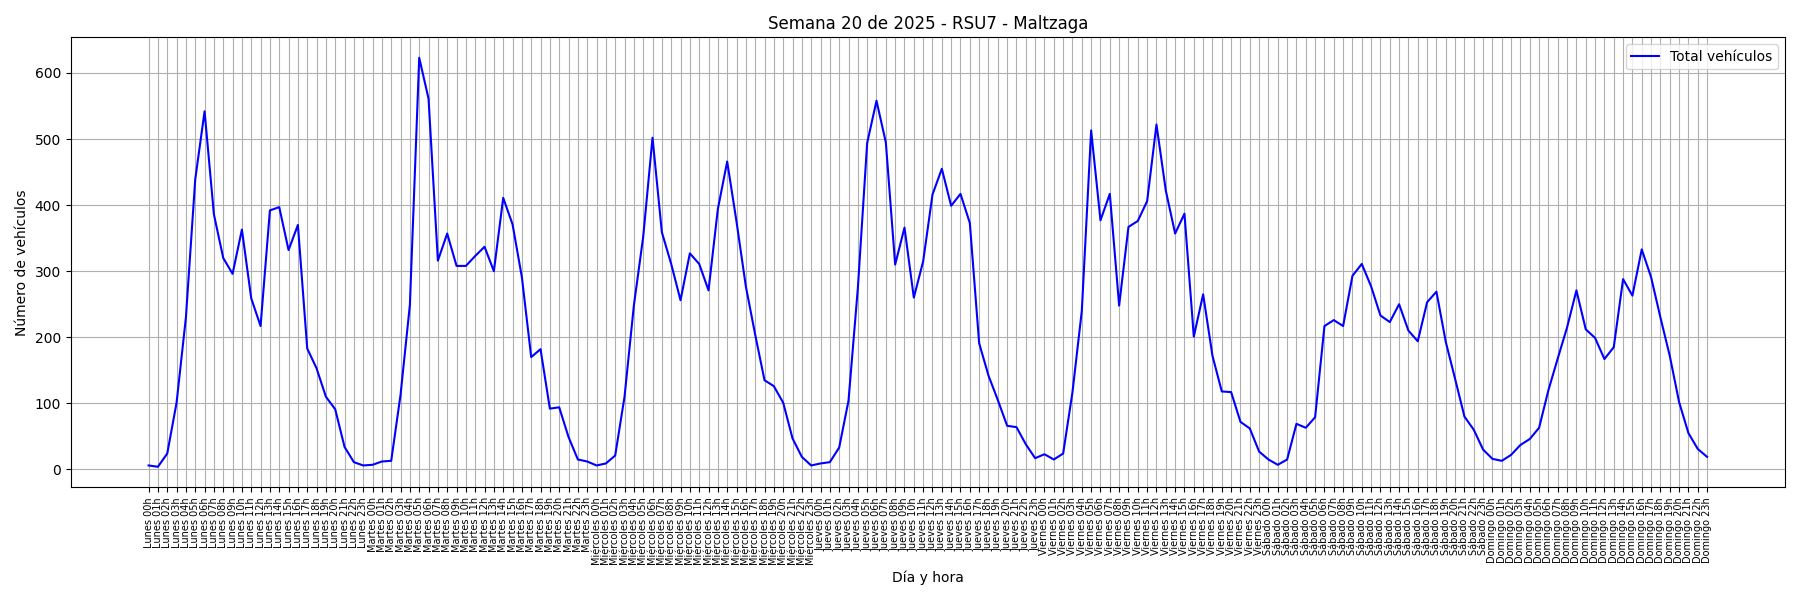 Semana 20 de 2025 - RSU7 - Maltzaga
Total vehículos
Número de vehículos
600
500
400
300
200
100
0
Lunes 00h
Lunes 01h
Lunes 02h
Lunes 03h
Lunes 04h
Lunes 05h
Lunes 06h
Lunes 07h
Lunes 08h
Lunes 09h
Lunes 10h
Lunes 11h
Lunes 12h
Lunes 13h
Lunes 14h
Lunes 15h
Lunes 16h
Lunes 17h
Lunes 18h
Lunes 19h
Lunes 20h
Lunes 21h
Lunes 22h
Lunes 23h
Martes 00h
Martes 01h
Martes 02h
Martes 03h
Martes 04h
Martes 05h
Martes 06h
Martes 07h
Martes 08h
Martes 09h
Martes 10h
Martes 11h
Martes 12h
Martes 13h
Martes 14h
Martes 15h
Martes 16h
Martes 17h
Martes 18h
Martes 19h
Martes 20h
Martes 21h
Martes 22h
Martes 23h
Miércoles 00h
Miércoles 01h
Miércoles 02h
Miércoles 03h
Miércoles 04h
Miércoles 05h
Miércoles 06h
Miércoles 07h
Miércoles 08h
Miércoles 09h
Miércoles 10h
Miércoles 11h
Miércoles 12h
Miércoles 13h
Miércoles 14h
Miércoles 15h
Miércoles 16h
Miércoles 17h
Miércoles 18h
Miércoles 19h
Miércoles 20h
Miércoles 21h
Miércoles 22h
Miércoles 23h
Jueves 00h
Jueves 01h
Jueves 02h
Jueves 03h
Jueves 04h
Jueves 05h
Jueves 06h
Jueves 07h
Jueves 08h
Jueves 09h
Jueves 10h
Jueves 11h
Jueves 12h
Jueves 13h
Jueves 14h
Jueves 15h
Jueves 16h
Jueves 17h
Jueves 18h
Jueves 19h
Jueves 20h
Jueves 21h
Jueves 22h
Jueves 23h
Viernes 00h
Viernes 01h
Viernes 02h
Viernes 03h
Viernes 04h
Viernes 05h
Viernes 06h
Viernes 07h
Viernes 08h
Viernes 09h
Viernes 10h
Viernes 11h
Viernes 12h
Viernes 13h
Viernes 14h
Viernes 15h
Viernes 16h
Viernes 17h
Viernes 18h
Viernes 19h
Viernes 20h
Viernes 21h
Viernes 22h
Viernes 23h
Sábado 00h
Sábado 01h
Sábado 02h
Sábado 03h
Sábado 04h
Sábado 05h
Sábado 06h
Sábado 07h
Sábado 08h
Sábado 09h
Sábado 10h
Sábado 11h
Sábado 12h
Sábado 13h
Sábado 14h
Sábado 15h
Sábado 16h
Sábado 17h
Sábado 18h
Sábado 19h
Sábado 20h
Sábado 21h
Sábado 22h
Sábado 23h
Domingo 00h
Domingo 01h
Domingo 02h
Domingo 03h
Domingo 04h
Domingo 05h
Domingo 06h
Domingo 07h
Domingo 08h
Domingo 09h
Domingo 10h
Domingo 11h
Domingo 12h
Domingo 13h
Domingo 14h
Domingo 15h
Domingo 16h
Domingo 17h
Domingo 18h
Domingo 19h
Domingo 20h
Domingo 21h
Domingo 22h
Domingo 23h
Día y hora